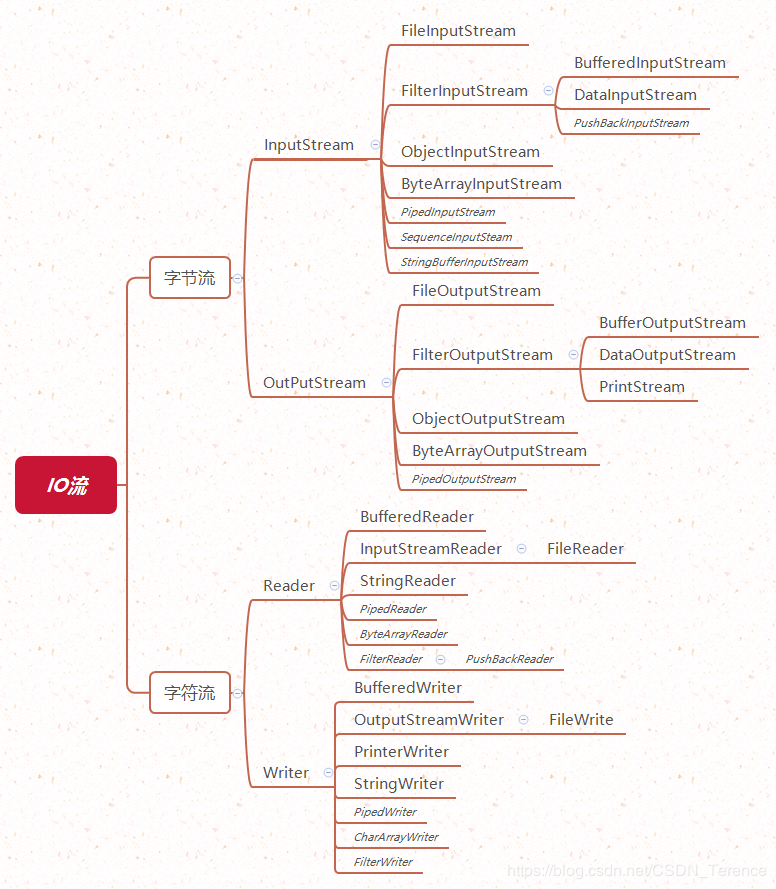 IO流
字节流
InputStream
FileInputStream
FilterInputStream
BufferedInputStream
DataInputStream
PushBackInputStream
ObjectInputStream
ByteArrayInputStream
PipedInputStream
SequenceInputSteam
StringBufferInputStream
OutPutStream
FileOutputStream
FilterOutputStream
BufferOutputStream
DataOutputStream
PrintStream
ObjectOutputStream
ByteArrayOutputStream
PipedOutputStream
字符流
Reader
BufferedReader
InputStreamReader
FileReader
StringReader
PipedReader
ByteArrayReader
FilterReader
PushBackReader
Writer
BufferedWriter
OutputStreamWriter
FileWrite
PrinterWriter
StringWriter
PipedWriter
CharArrayWriter
FilterWriter
https://blog.csdn.net/CSDN_Terence